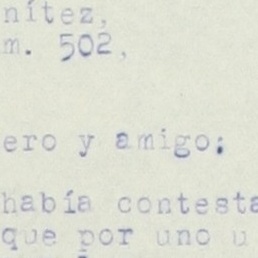 nítez,
m. 502,
ero y amigo;
había contesta
que por uno u